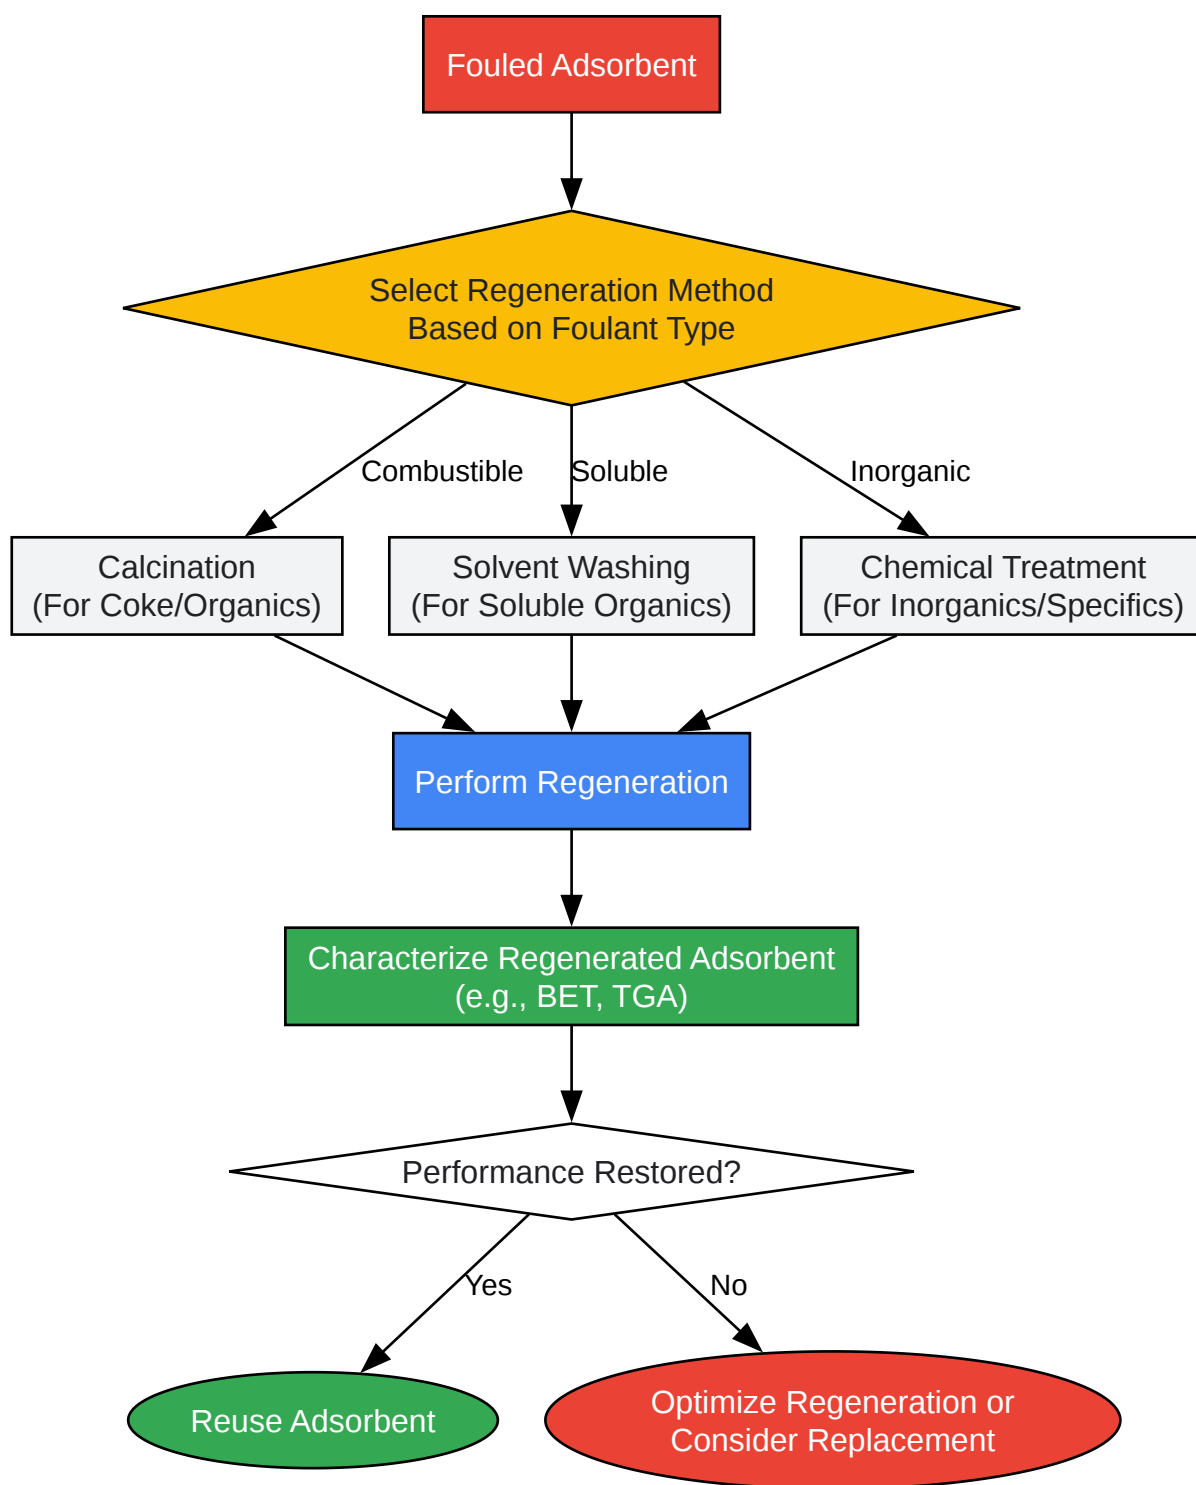 Fouled Adsorbent
Select Regeneration Method
Based on Foulant Type
Combustible
Soluble
Inorganic
Calcination
(For Coke/Organics)
Solvent Washing
(For Soluble Organics)
Chemical Treatment
(For Inorganics/Specifics)
Perform Regeneration
Characterize Regenerated Adsorbent
(e.g., BET, TGA)
Performance Restored?
Yes
No
Reuse Adsorbent
Optimize Regeneration or
Consider Replacement